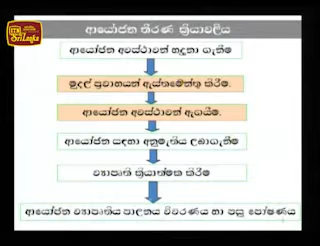 ආයෝජන තීරණ ක්‍රියාවලිය
ආයෝජන අවස්ථාවන් හඳුනා ගැනීම
මුදල් ප්‍රවාහයන් ඇස්තමේන්තු කිරීම.
ආයෝජන අවස්ථාවන් ඇගයීම.
ආයෝජන සඳහා අනුමැතිය ලබාගැනීම
ව්‍යාපෘති ක්‍රියාත්මක කිරීම
ආයෝජන ව්‍යාපෘතිය පාලනය විවරණය හා පසු පෝෂණය